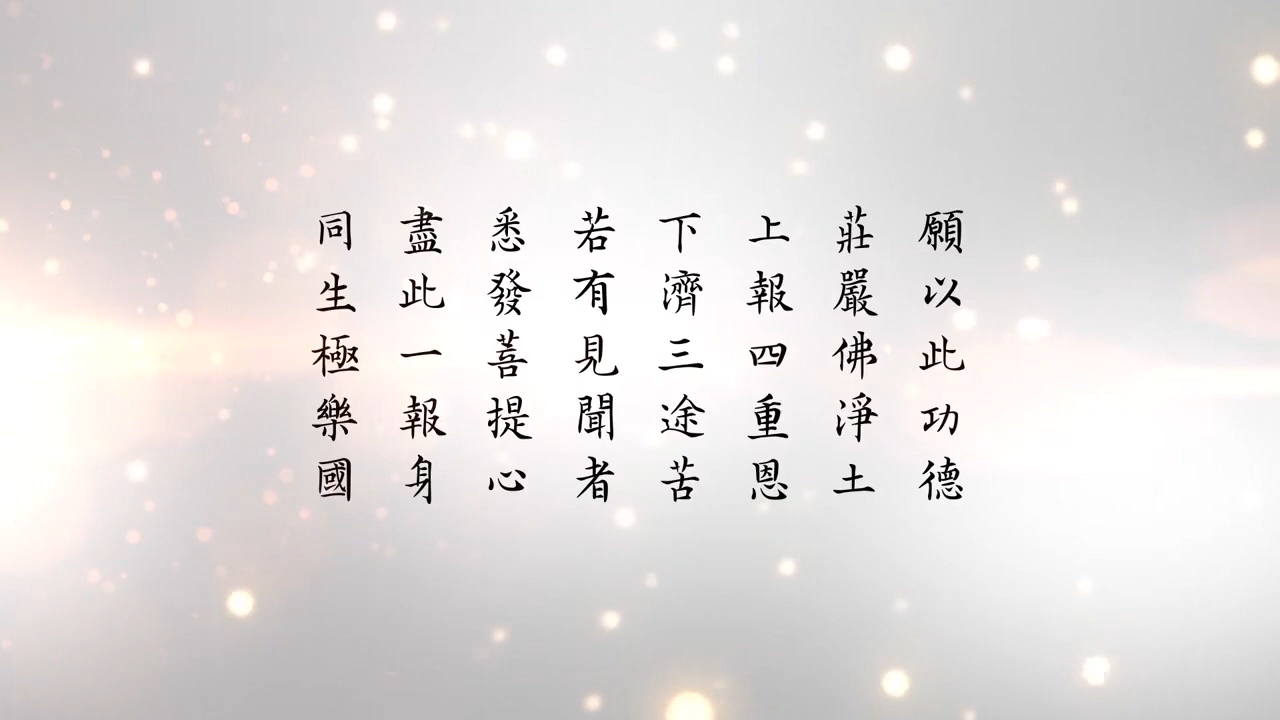 願以此功德
莊嚴佛淨土
上報四重恩
下濟三途苦
若有見聞者
悉發菩提心
盡此一報身
同生極樂國